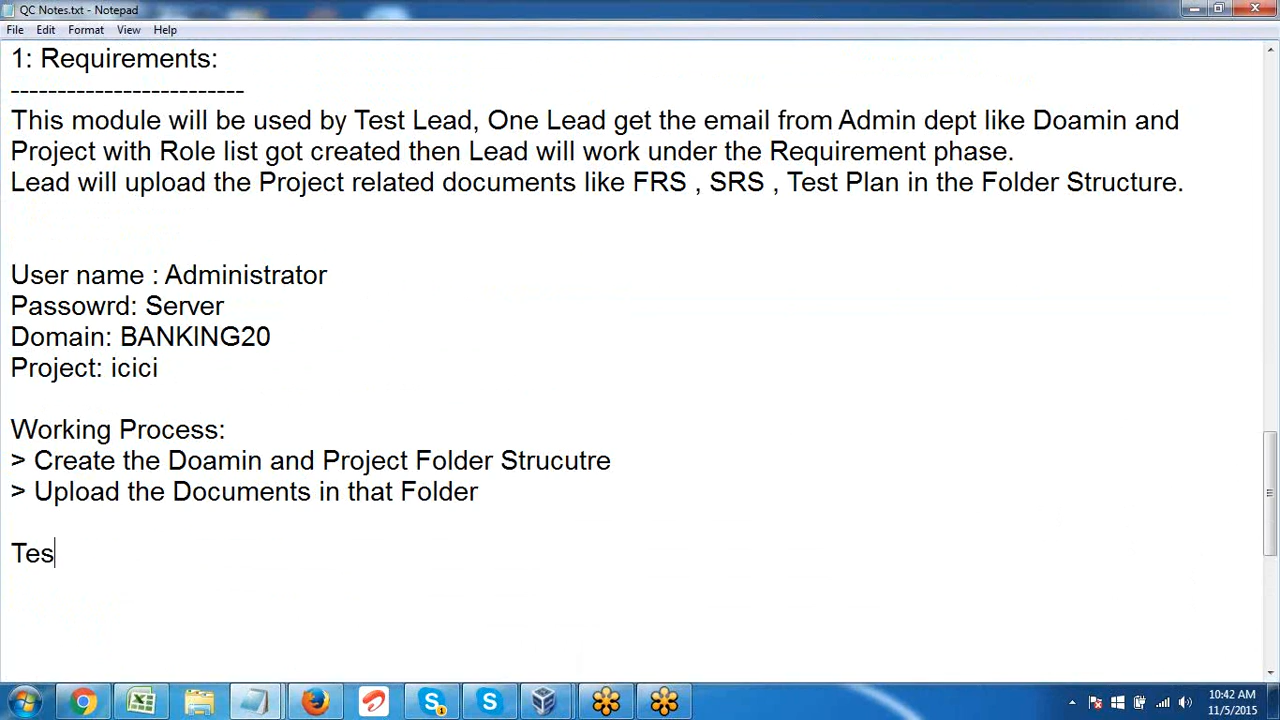 QC Notes.txt - Notepad
File Edit Format View Help
1: Requirements:
-------------------------
This module will be used by Test Lead, One Lead get the email from Admin dept like Doamin and
Project with Role list got created then Lead will work under the Requirement phase.
Lead will upload the Project related documents like FRS , SRS , Test Plan in the Folder Structure.
User name : Administrator
Passowrd: Server
Domain: BANKING20
Project: icici
Working Process:
> Create the Doamin and Project Folder Strucutre
> Upload the Documents in that Folder
Tes
10:42 AM
11/5/2015